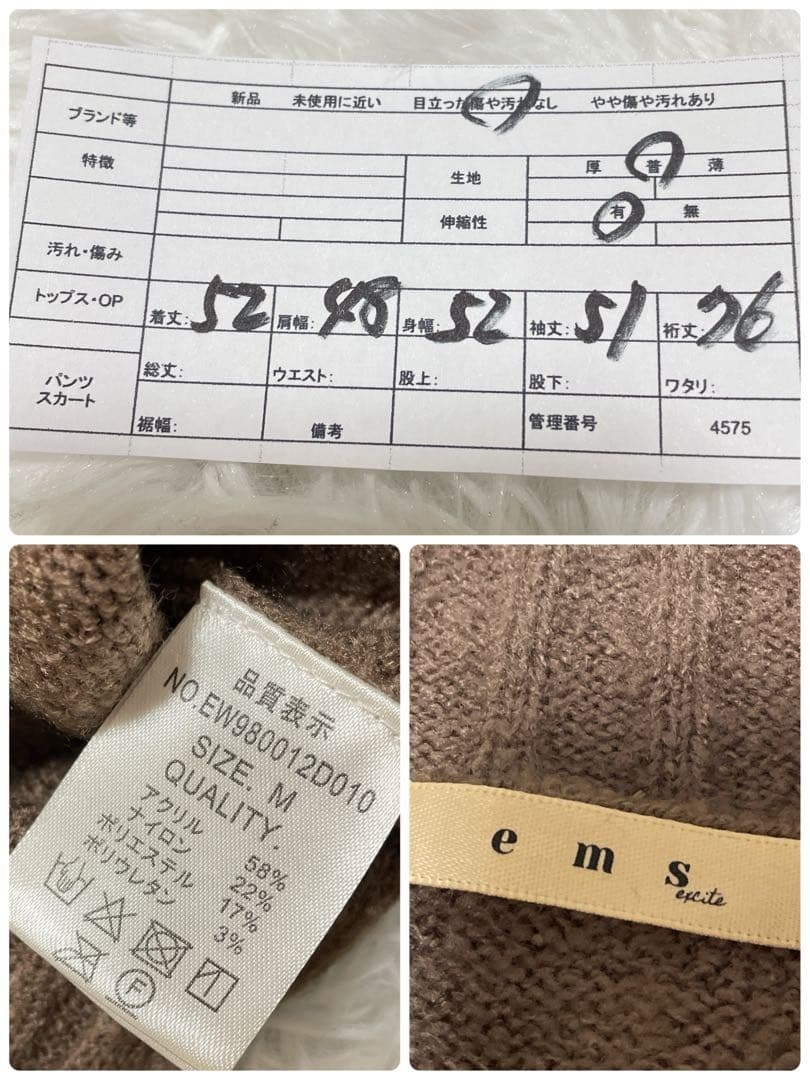 新品 未使用に近い 目立った傷や汚れなし やや傷や汚れあり
ブランド等
特徴 生地 厚 普 薄
伸縮性 有 無
汚れ・傷み
トップス・OP 着丈: 52 肩幅: 48 身幅: 52 袖丈: 51 裄丈: 76
パンツ スカート 総丈: ウエスト: 股上: 股下: ワタリ:
裾幅: 備考 管理番号 4575
品質表示
NO.EW980012D010
SIZE. M
QUALITY.
アクリル 58%
ナイロン 22%
ポリエステル 17%
ポリウレタン 3%
F
ems
excite